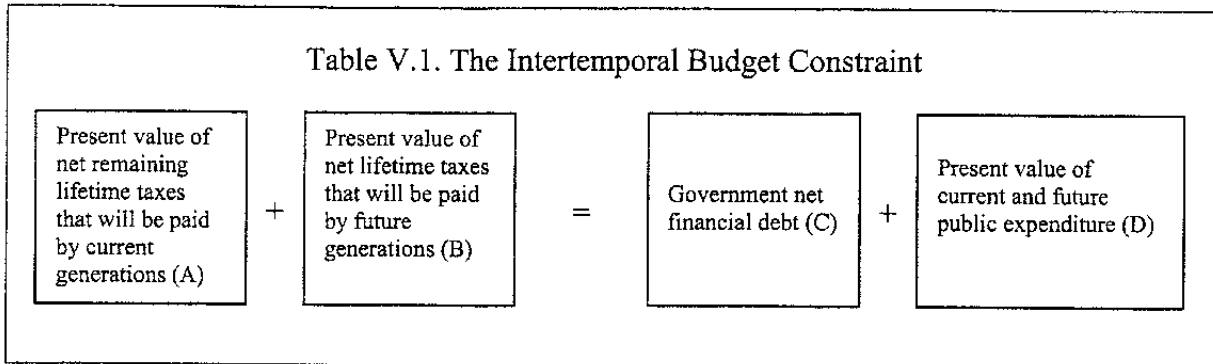 Table V.1. The Intertemporal Budget Constraint
Present value of
net remaining
lifetime taxes
that will be paid
by current
generations (A)
+
Present value of
net lifetime taxes
that will be paid
by future
generations (B)
=
Government net
financial debt (C)
+
Present value of
current and future
public expenditure (D)